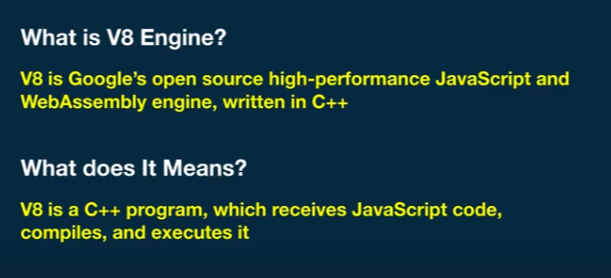 What is V8 Engine?
V8 is Google's open source high-performance JavaScript and
WebAssembly engine, written in C++
What does It Means?
V8 is a C++ program, which receives JavaScript code,
compiles, and executes it